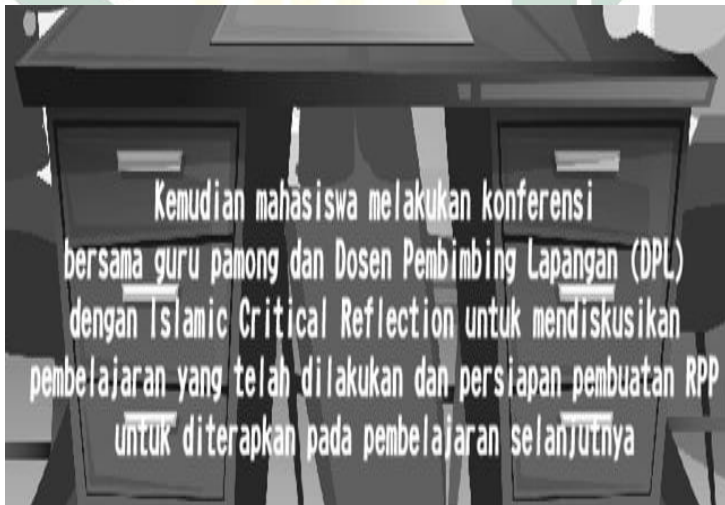 Kemudian mahasiswa melakukan konferensi
bersama guru pamong dan Dosen Pembimbing Lapangan (DPL)
dengan Islamic Critical Reflection untuk mendiskusikan
pembelajaran yang telah dilakukan dan persiapan pembuatan RPP
untuk diterapkan pada pembelajaran selanjutnya